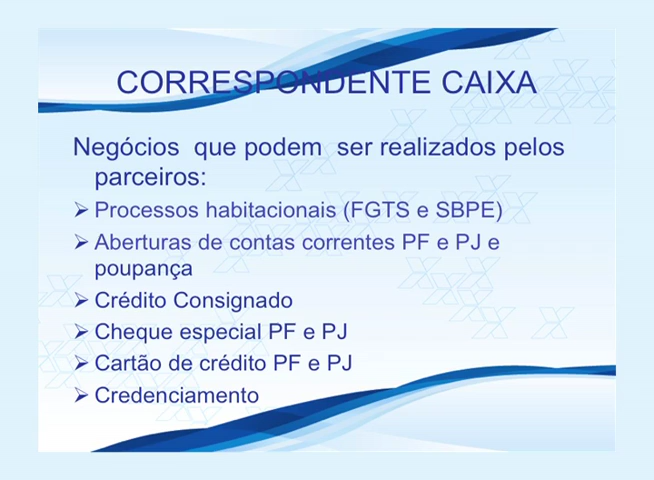 CORRESPONDENTE CAIXA
Negócios que podem ser realizados pelos
parceiros:
➢ Processos habitacionais (FGTS e SBPE)
➢ Aberturas de contas correntes PF e PJ e
poupança
➢ Crédito Consignado
➢ Cheque especial PF e PJ
➢ Cartão de crédito PF e PJ
➢ Credenciamento